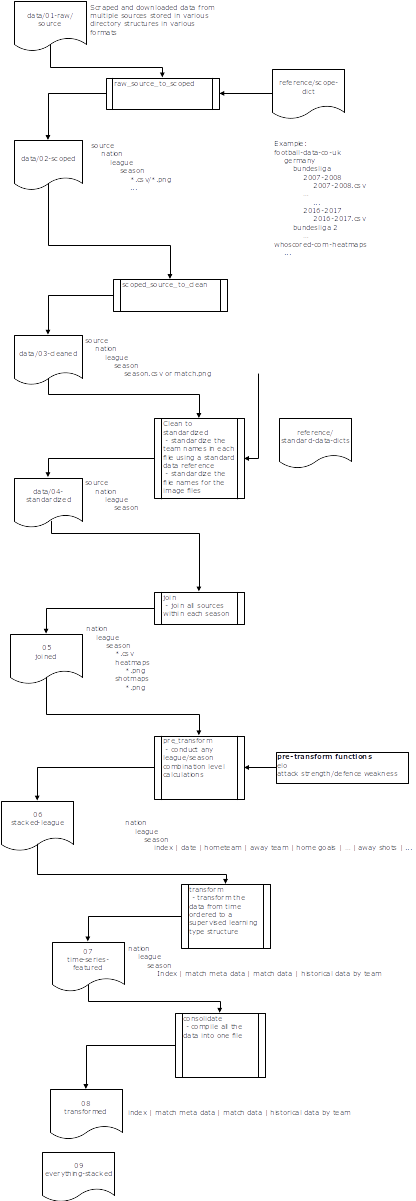 data/01-raw/
source
Scraped and downloaded data from
multiple sources stored in various
directory structures in various
formats
raw_source_to_scoped
reference/scope-
dict
data/02-scoped
source
nation
league
season
*.csv/*.png
...
Example:
football-data-co-uk
germany
bundesliga
2007-2008
2007-2008.csv
...
...
2016-2017
2016-2017.csv
bundesliga 2
...
whoscored-com-heatmaps
...
scoped_source_to_clean
data/03-cleaned
source
nation
league
season
season.csv or match.png
Clean to
standardized
- standardize the
team names in each
file using a standard
data reference
- standardize the
file names for the
image files
reference/
standard-data-dicts
data/04-
standardized
source
nation
league
season
join
- join all sources
within each season
05
joined
nation
league
season
*.csv
heatmaps
*.png
shotmaps
*.png
pre_transform
- conduct any
league/season
combination level
calculations
pre-transform functions
elo
attack strength/defence weakness
06
stacked-league
nation
league
season
Index | date | hometeam | away team | home goals | ... | away shots | ...
transform
- transform the
data from time
ordered to a
supervised learning
type structure
07
time-series-
featured
nation
league
season
Index | match meta data | match data | historical data by team
consolidate
- compile all the
data into one file
08
transformed
Index | match meta data | match data | historical data by team
09
everything-stacked